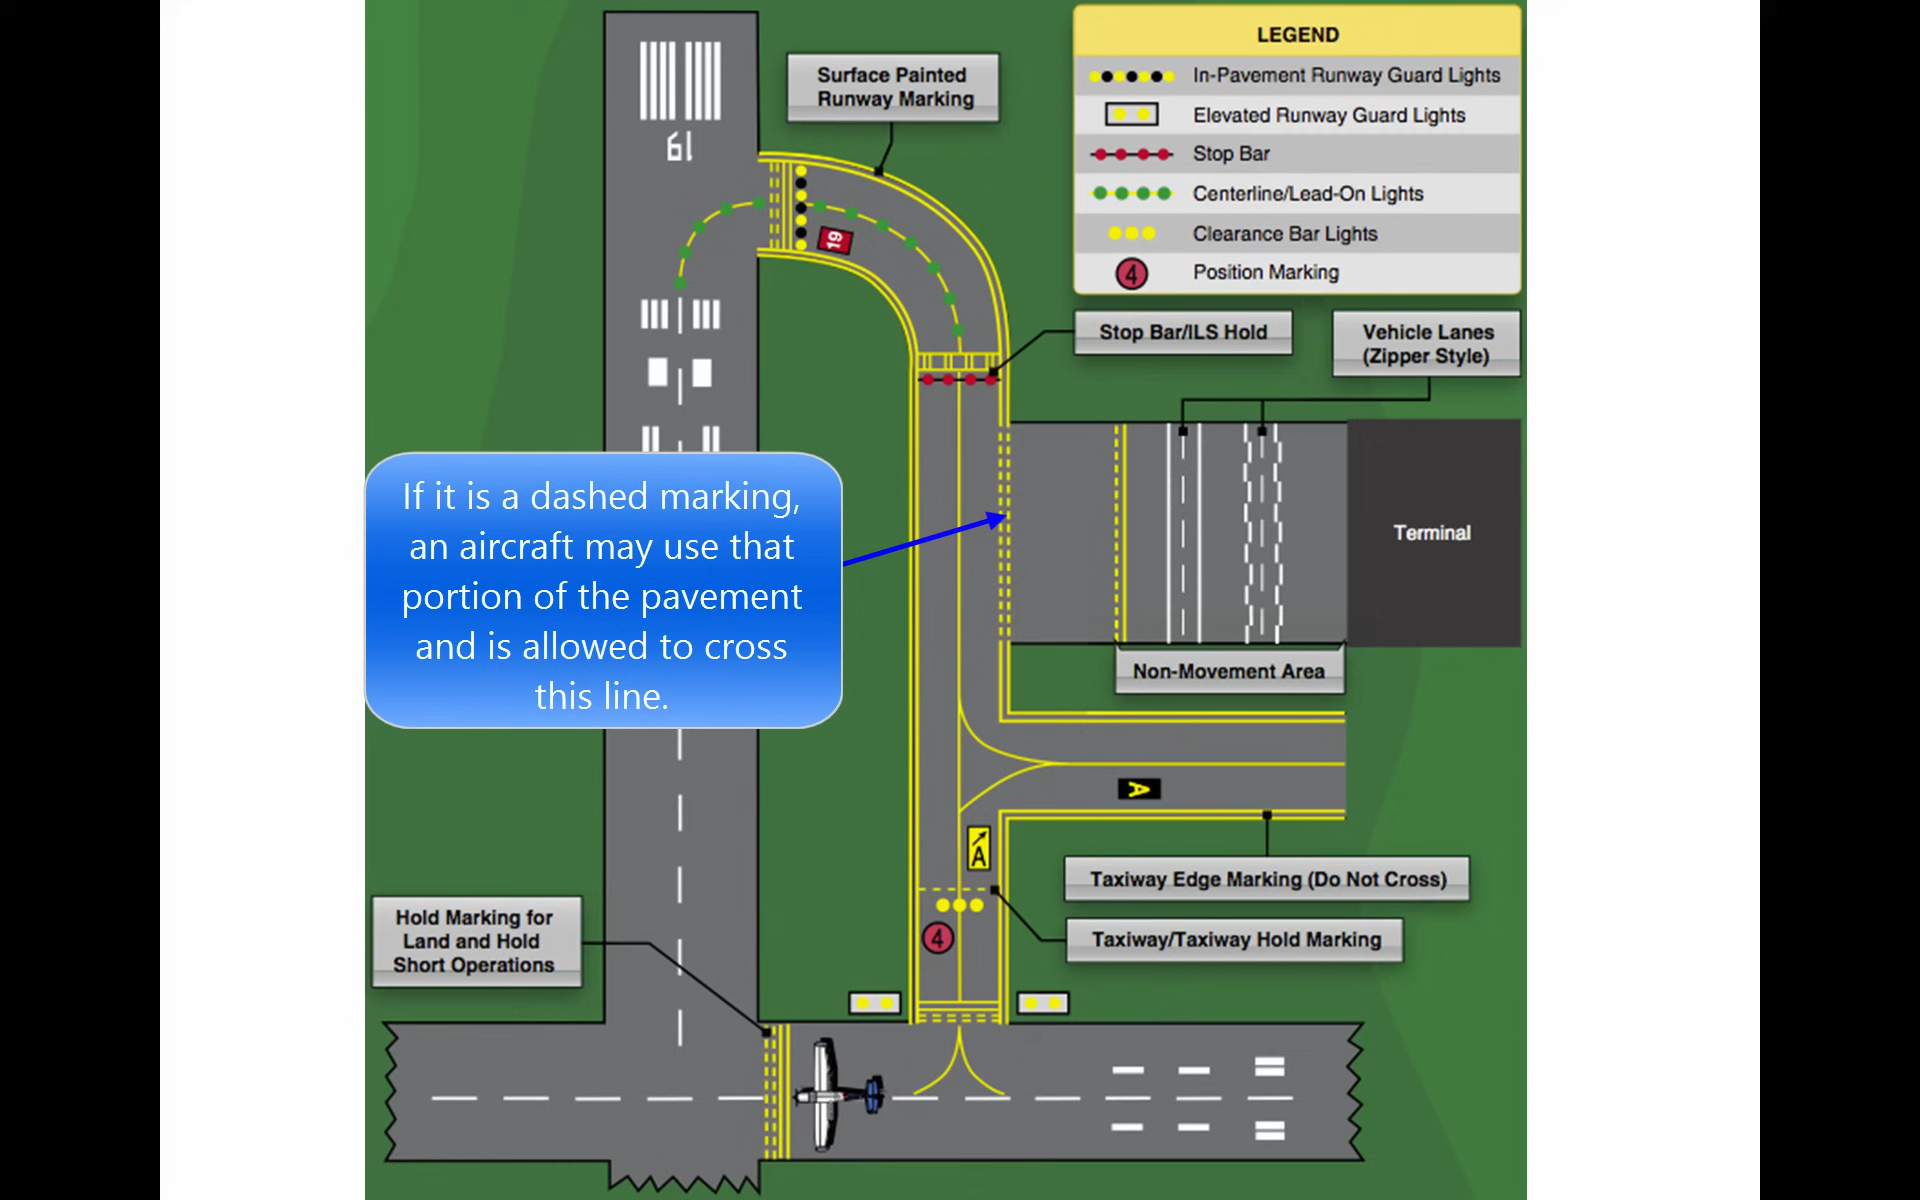 LEGEND
In-Pavement Runway Guard Lights
Elevated Runway Guard Lights
Stop Bar
Centerline/Lead-On Lights
Clearance Bar Lights
4
Position Marking
Surface Painted
Runway Marking
19
19
Stop Bar/ILS Hold
Vehicle Lanes
(Zipper Style)
If it is a dashed marking,
an aircraft may use that
portion of the pavement
and is allowed to cross
this line.
Terminal
Non-Movement Area
A
A
Taxiway Edge Marking (Do Not Cross)
Hold Marking for
Land and Hold
Short Operations
4
Taxiway/Taxiway Hold Marking